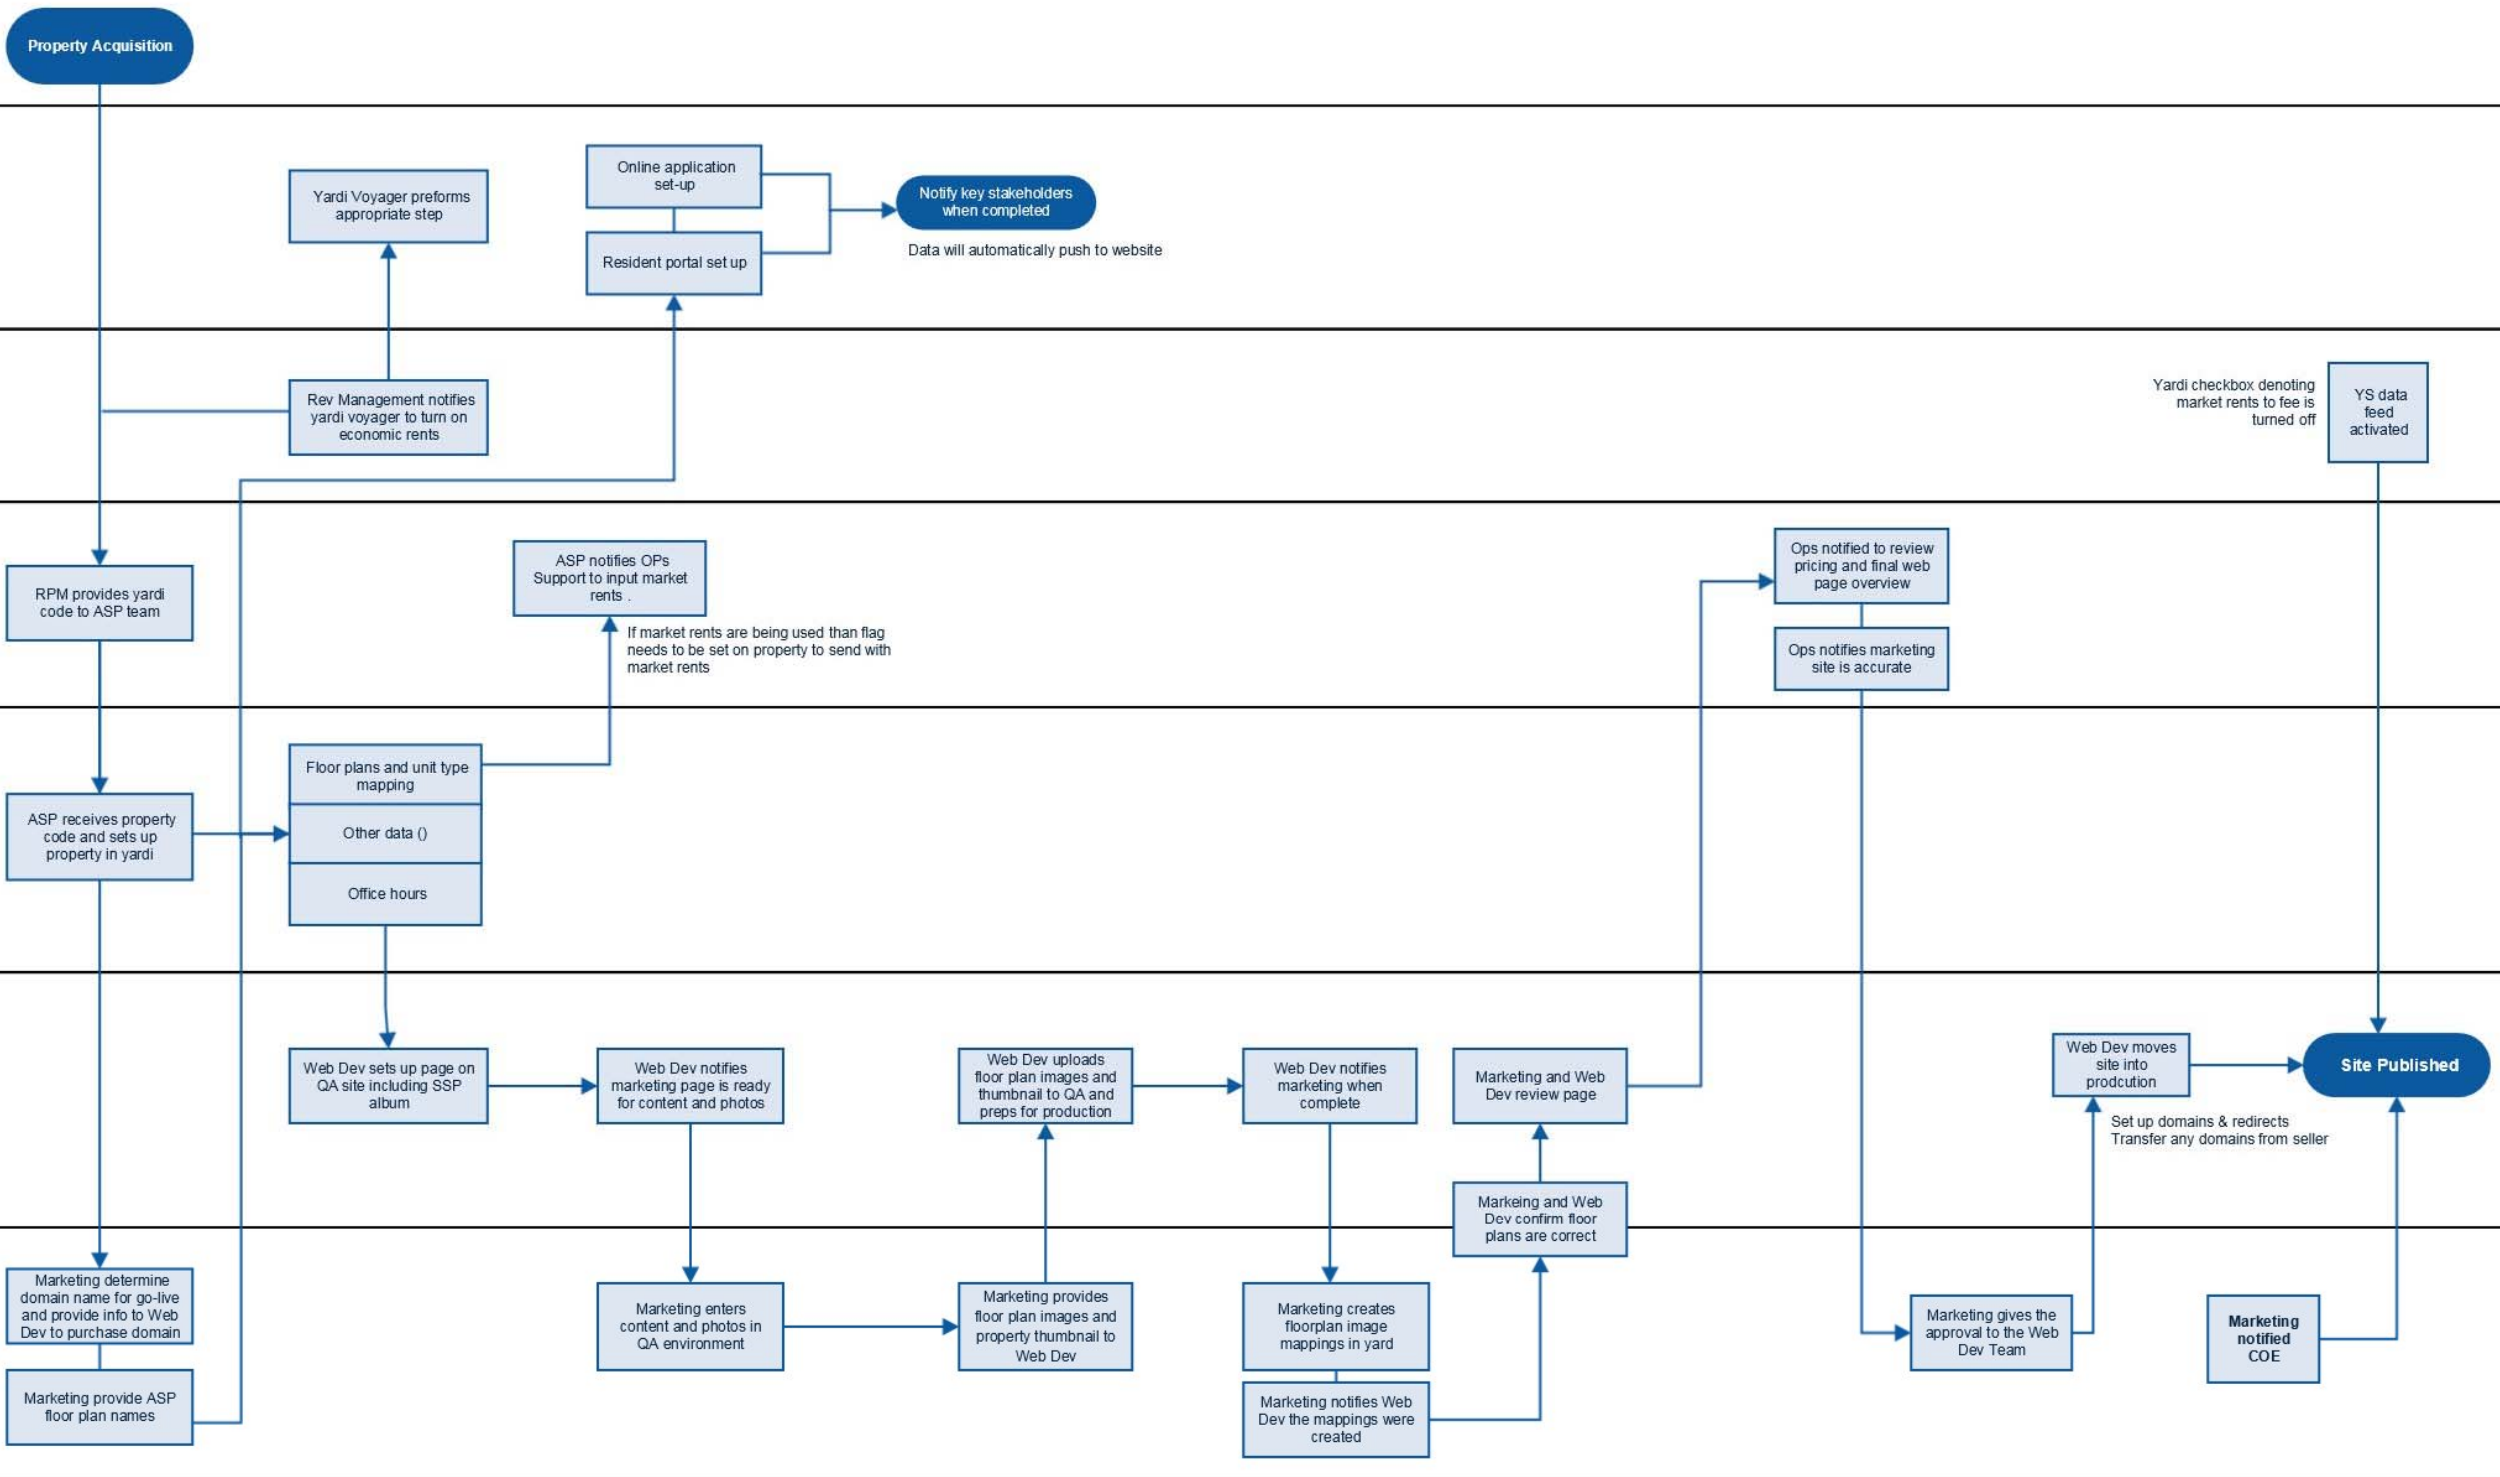 Property Acquisition
Online application
set-up
Yardi Voyager preforms
appropriate step
Notify key stakeholders
when completed
Resident portal set up
Data will automatically push to website
Rev Management notifies
yardi voyager to turn on
economic rents
Yardi checkbox denoting
market rents to fee is
turned off
YS data
feed
activated
RPM provides yardi
code to ASP team
ASP notifies OPs
Support to input market
rents .
If market rents are being used than flag
needs to be set on property to send with
market rents
Ops notified to review
pricing and final web
page overview
Ops notifies marketing
site is accurate
ASP receives property
code and sets up
property in yardi
Floor plans and unit type
mapping
Other data ()
Office hours
Web Dev sets up page on
QA site including SSP
album
Web Dev notifies
marketing page is ready
for content and photos
Web Dev uploads
floor plan images and
thumbnail to QA and
preps for production
Web Dev notifies
marketing when
complete
Marketing and Web
Dev review page
Web Dev moves
site into
prodcution
Site Published
Set up domains & redirects
Transfer any domains from seller
Markeing and Web
Dev confirm floor
plans are correct
Marketing determine
domain name for go-live
and provide info to Web
Dev to purchase domain
Marketing provide ASP
floor plan names
Marketing enters
content and photos in
QA environment
Marketing provides
floor plan images and
property thumbnail to
Web Dev
Marketing creates
floorplan image
mappings in yard
Marketing notifies Web
Dev the mappings were
created
Marketing gives the
approval to the Web
Dev Team
Marketing
notified
COE